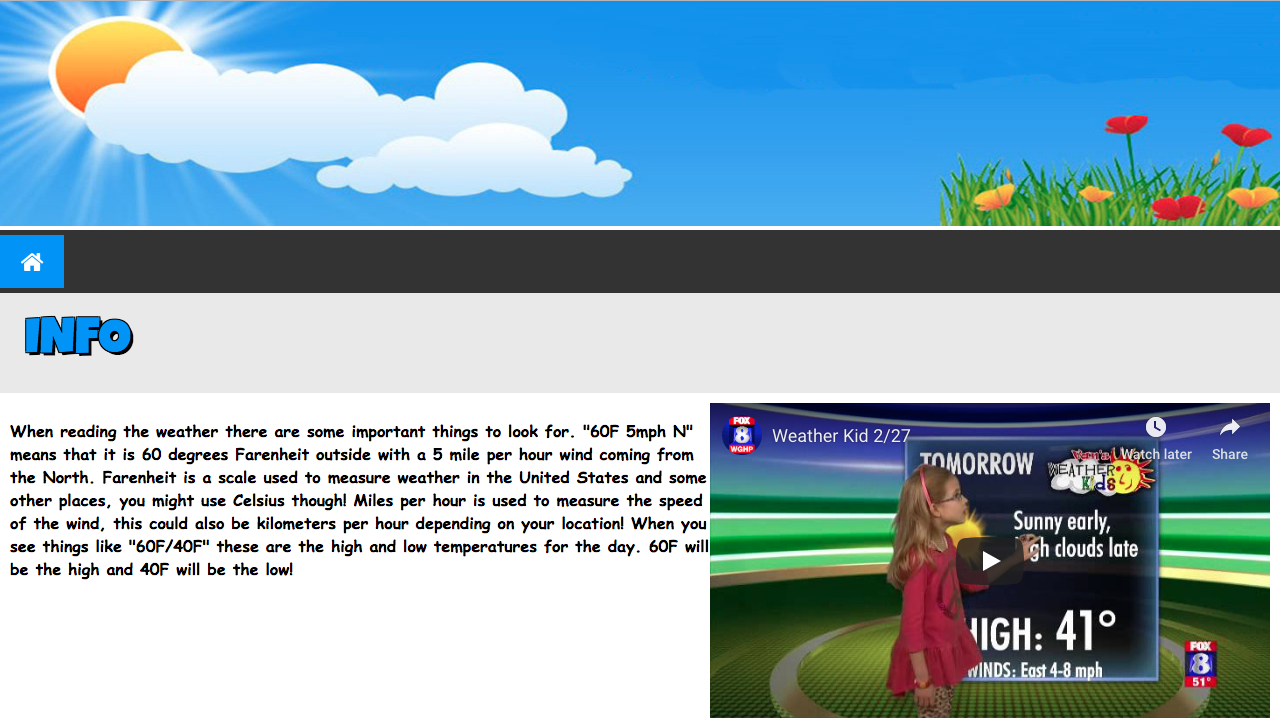 INFO
When reading the weather there are some important things to look for. "60F 5mph N"
means that it is 60 degrees Farenheit outside with a 5 mile per hour wind coming from
the North. Farenheit is a scale used to measure weather in the United States and some
other places, you might use Celsius though! Miles per hour is used to measure the speed
of the wind, this could also be kilometers per hour depending on your location! When you
see things like "60F/40F" these are the high and low temperatures for the day. 60F will
be the high and 40F will be the low!
FOX
8
WGHP
Weather Kid 2/27
Watch later
Share
TOMORROW
WEATHER
Kids
Sunny early,
clouds late
HIGH: 41°
WINDS: East 4-8 mph
FOX
8
51°